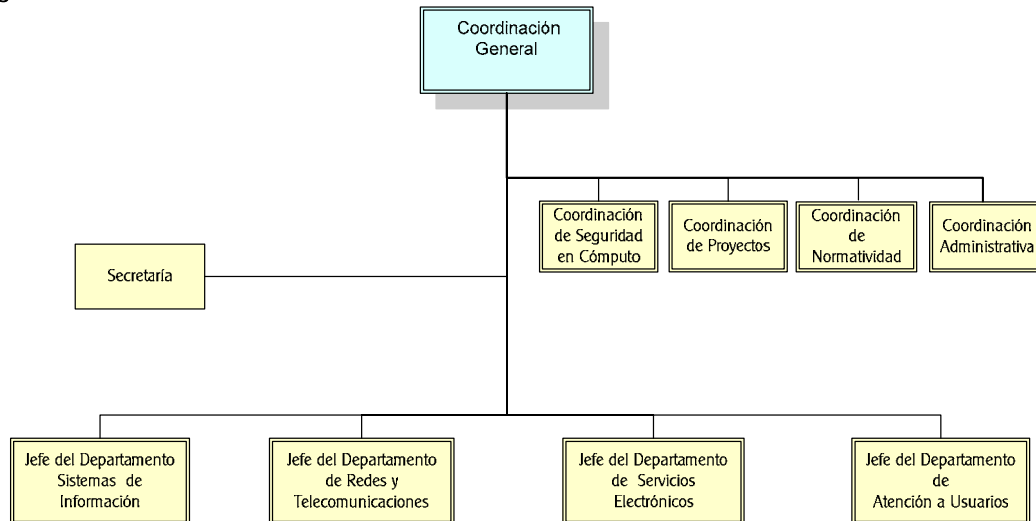 Coordinación
General
Coordinación
de Seguridad
en Cómputo
Coordinación
de Proyectos
Coordinación
de
Normatividad
Coordinación
Administrativa
Secretaría
Jefe del Departamento
Sistemas de
Información
Jefe del Departamento
de Redes y
Telecomunicaciones
Jefe del Departamento
de Servicios
Electrónicos
Jefe del Departamento
de
Atención a Usuarios